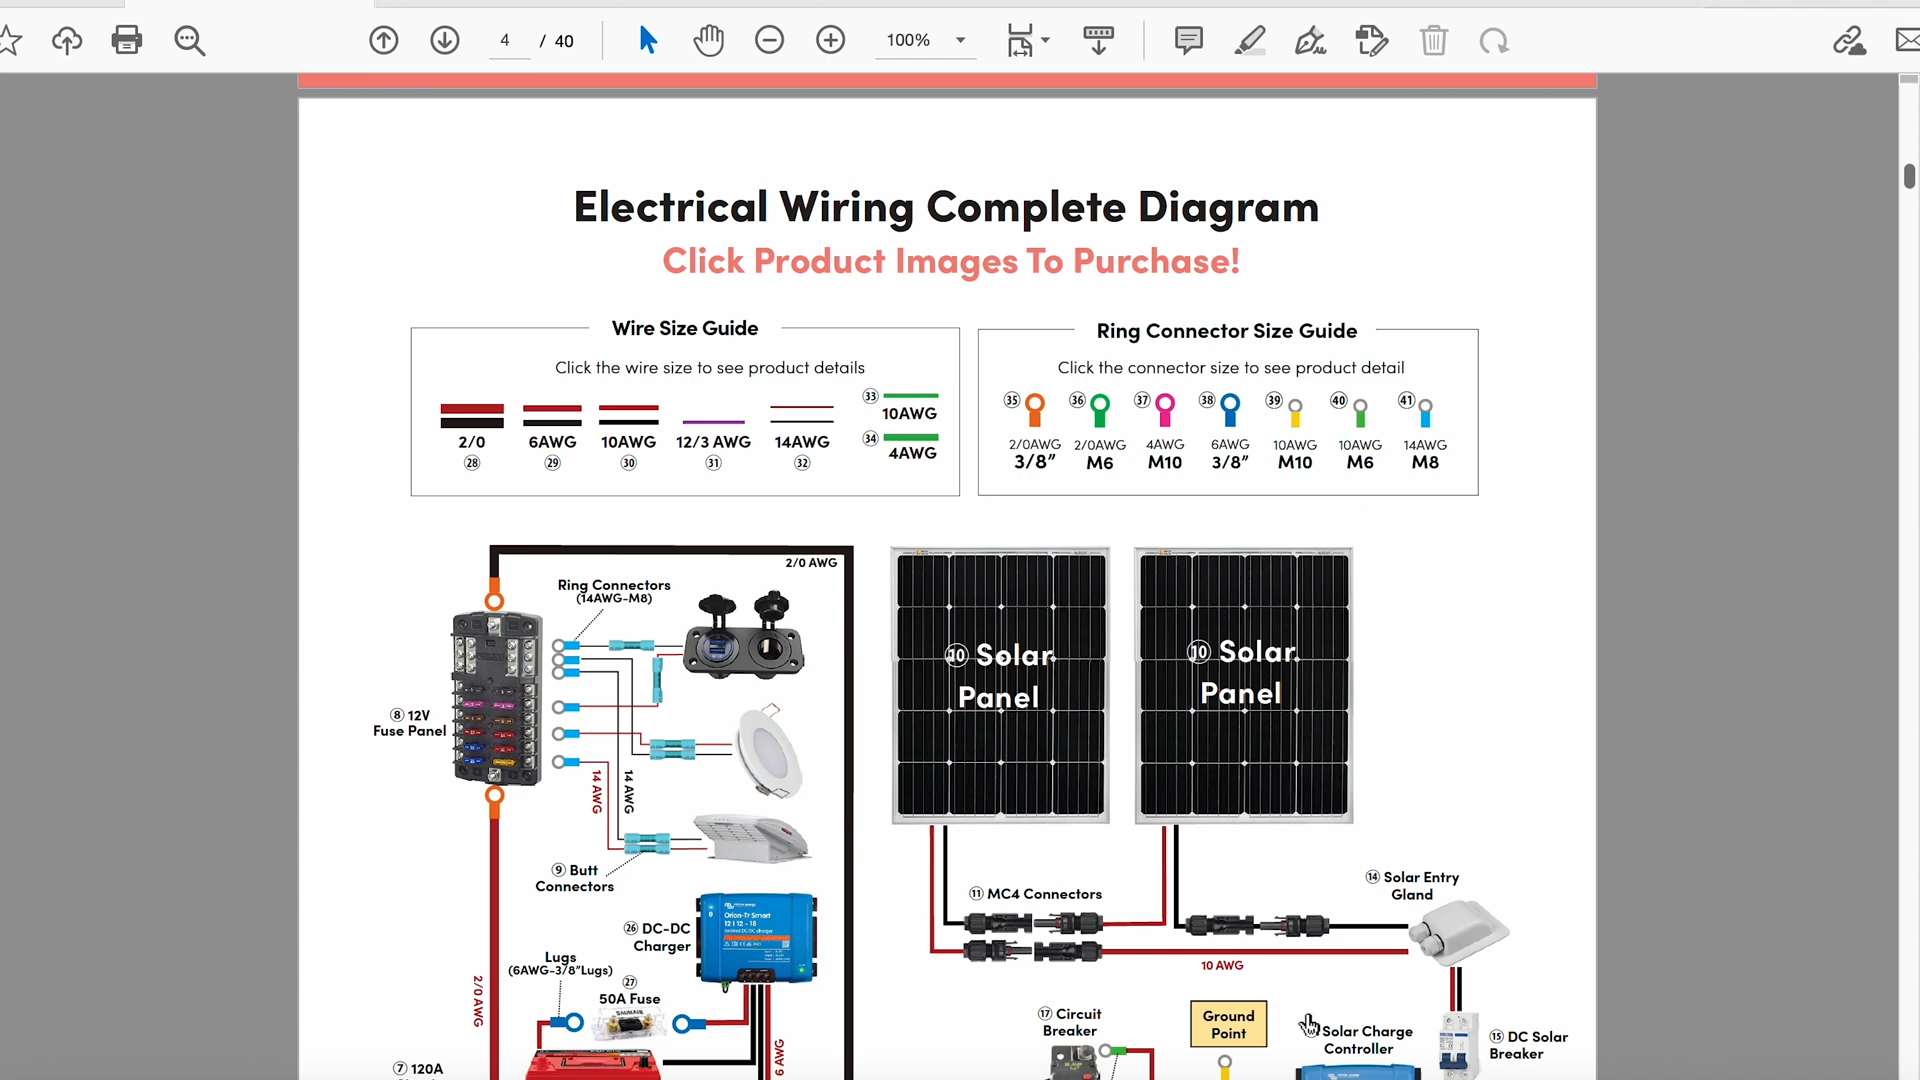 4 / 40
100%
Electrical Wiring Complete Diagram
Click Product Images To Purchase!
Wire Size Guide
Click the wire size to see product details
2/0
28
6AWG
29
10AWG
30
12/3 AWG
31
14AWG
32
33
10AWG
34
4AWG
Ring Connector Size Guide
Click the connector size to see product detail
35
2/0AWG
3/8"
36
2/0AWG
M6
37
4AWG
M10
38
6AWG
3/8"
39
10AWG
M10
40
10AWG
M6
41
14AWG
M8
2/0 AWG
Ring Connectors
(14AWG-M8)
8 12V
Fuse Panel
14 AWG
14 AWG
9 Butt
Connectors
10 Solar
Panel
10 Solar
Panel
11 MC4 Connectors
14 Solar Entry
Gland
10 AWG
26 DC-DC
Charger
Orion-Tr Smart
12 | 12 - 18
Lugs
(6AWG-3/8"Lugs)
27
50A Fuse
2/0 AWG
6 AWG
7 120A
17 Circuit
Breaker
Ground
Point
Solar Charge
Controller
15 DC Solar
Breaker